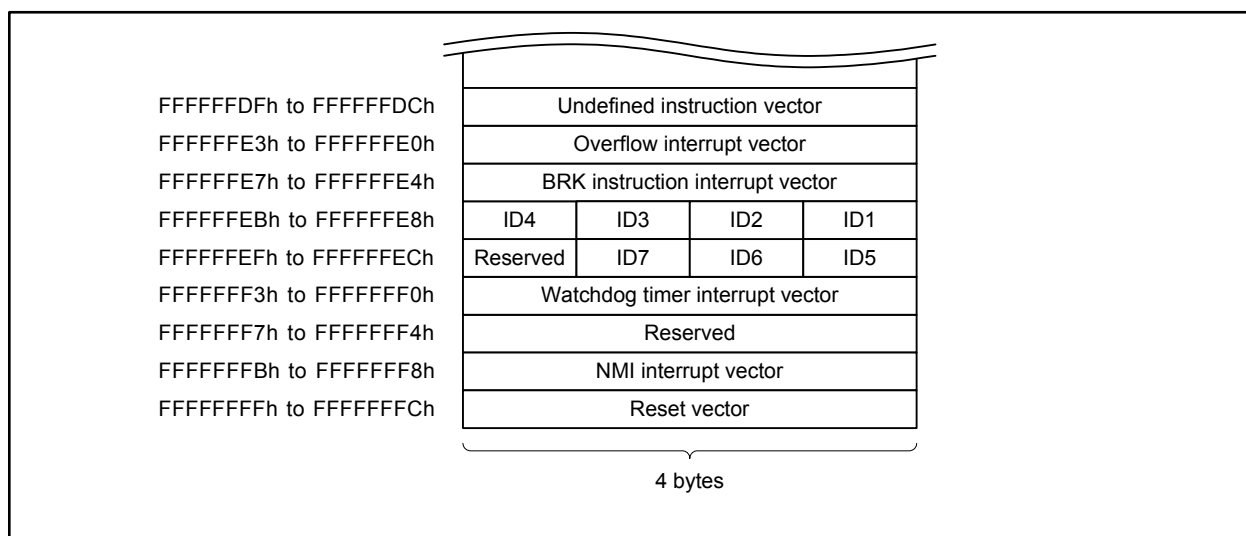 FFFFFFDFh to FFFFFFDCh Undefined instruction vector
FFFFFFE3h to FFFFFFE0h Overflow interrupt vector
FFFFFFE7h to FFFFFFE4h BRK instruction interrupt vector
FFFFFFEBh to FFFFFFE8h ID4 ID3 ID2 ID1
FFFFFFEFh to FFFFFFECh Reserved ID7 ID6 ID5
FFFFFFF3h to FFFFFFF0h Watchdog timer interrupt vector
FFFFFFF7h to FFFFFFF4h Reserved
FFFFFFFBh to FFFFFFF8h NMI interrupt vector
FFFFFFFFh to FFFFFFFCh Reset vector
4 bytes